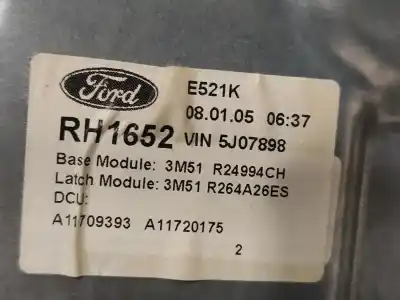 Ford
E521K
08.01.05 06:37
RH1652 VIN 5J07898
Base Module: 3M51 R24994CH
Latch Module: 3M51 R264A26ES
DCU:
A11709393 A11720175
2